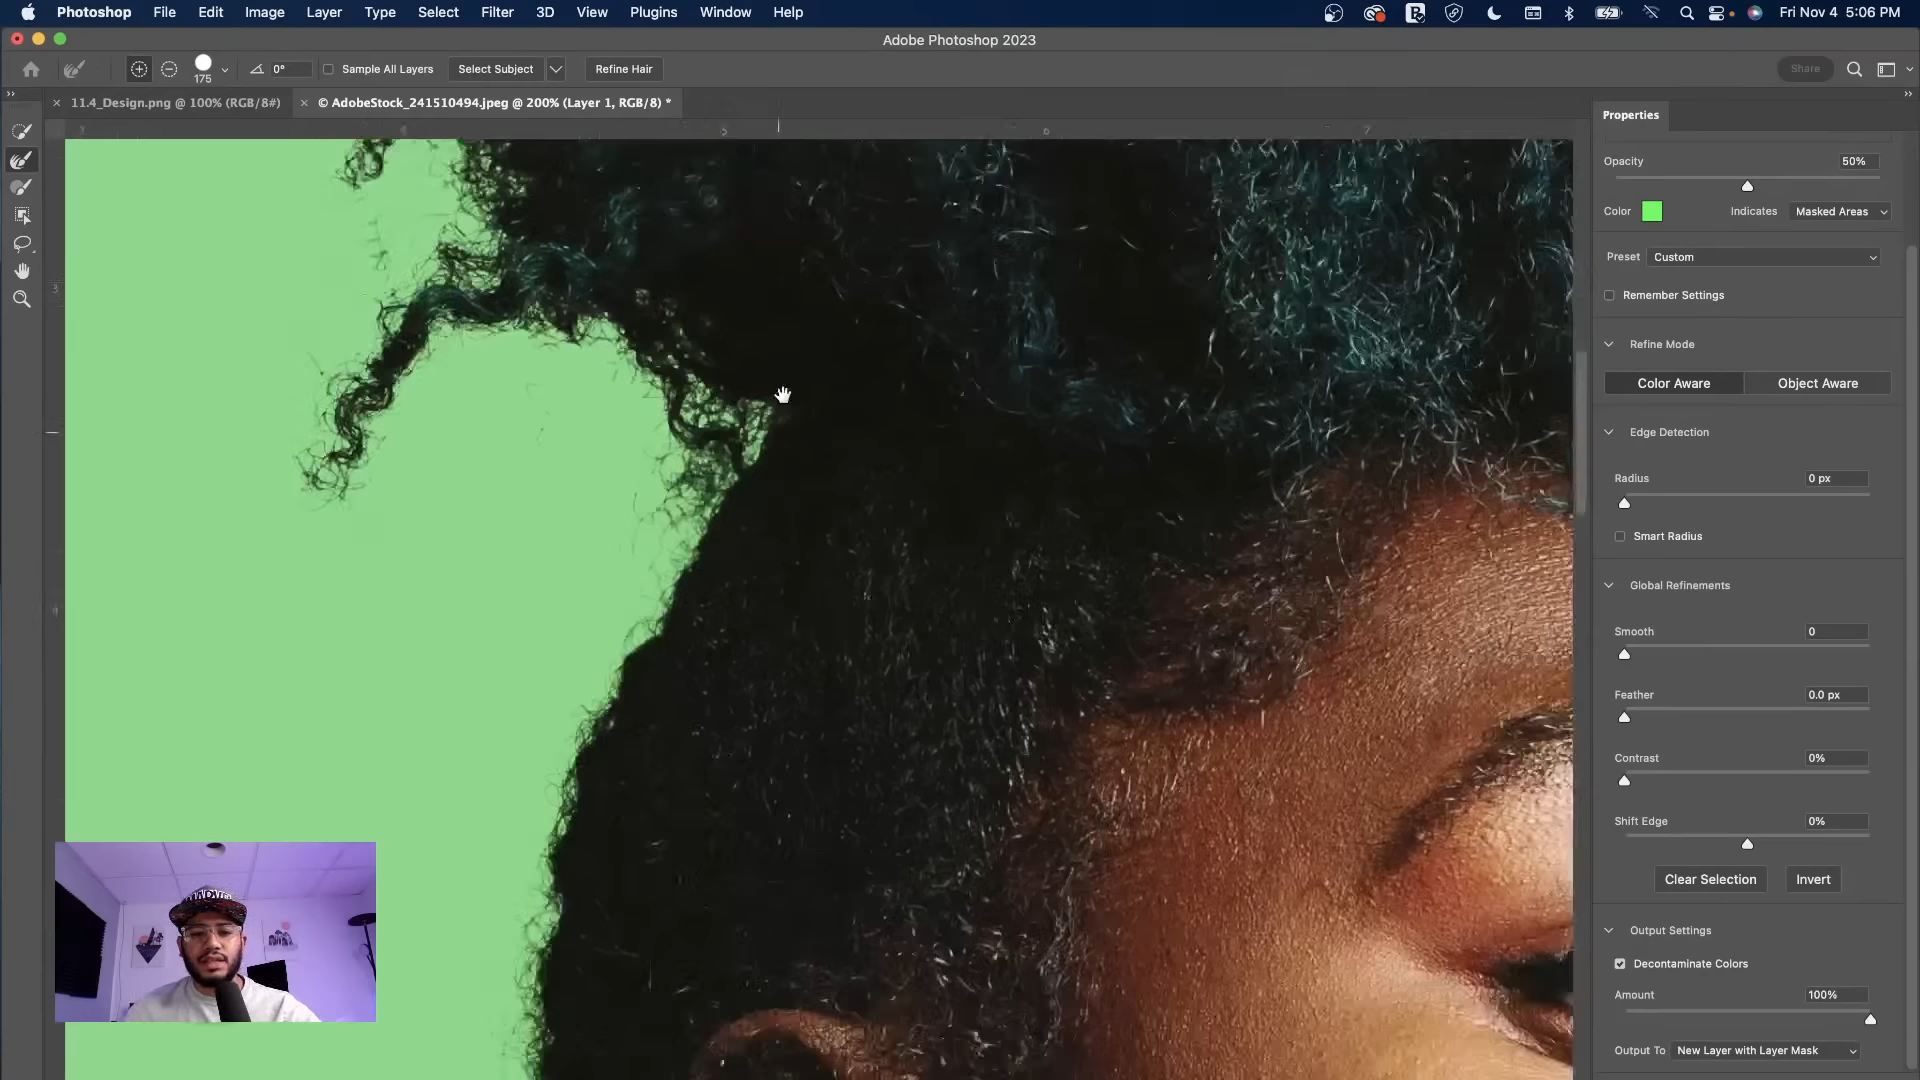 Photoshop File Edit Image Layer Type Select Filter 3D View Plugins Window Help Fri Nov 4 5:06 PM
Adobe Photoshop 2023
175 0° Sample All Layers Select Subject Refine Hair Share
11.4_Design.png @ 100% (RGB/8#) © AdobeStock_241510494.jpeg @ 200% (Layer 1, RGB/8) *
Properties
Opacity 50%
Color Indicates Masked Areas
Preset Custom
Remember Settings
Refine Mode
Color Aware Object Aware
Edge Detection
Radius 0 px
Smart Radius
Global Refinements
Smooth 0
Feather 0.0 px
Contrast 0%
Shift Edge 0%
Clear Selection Invert
Output Settings
Decontaminate Colors
Amount 100%
Output To New Layer with Layer Mask